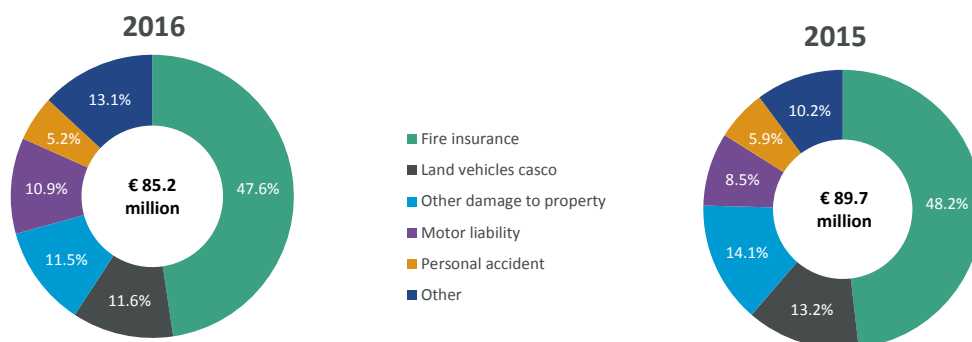 2016
13.1%
5.2%
10.9%
11.5%
11.6%
47.6%
€ 85.2
million
Fire insurance
Land vehicles casco
Other damage to property
Motor liability
Personal accident
Other
2015
10.2%
5.9%
8.5%
14.1%
13.2%
48.2%
€ 89.7
million